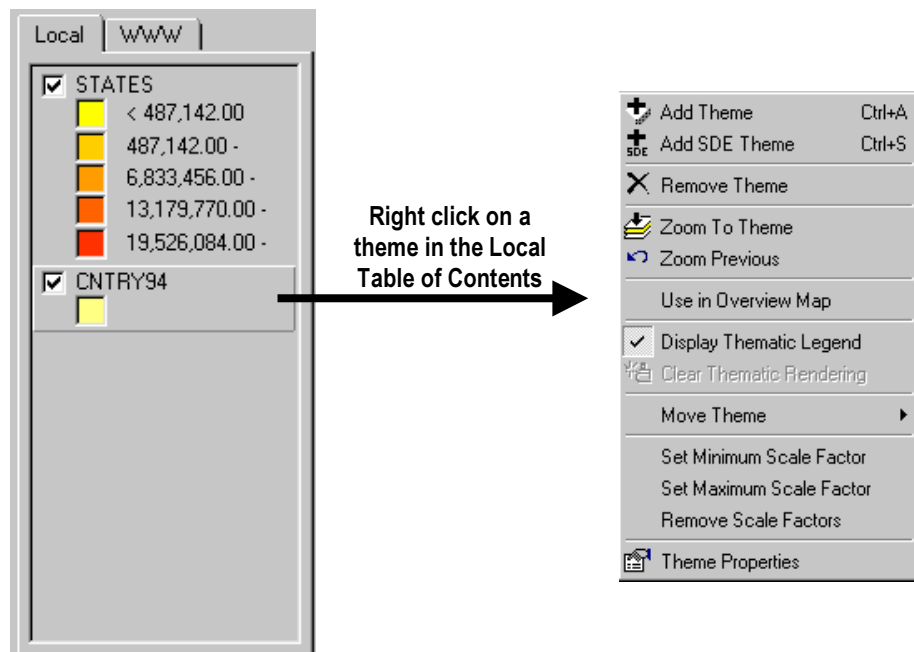 Local WWW
STATES
< 487,142.00
487,142.00 -
6,833,456.00 -
13,179,770.00 -
19,526,084.00 -
CNTRY94
Right click on a
theme in the Local
Table of Contents
Add Theme Ctrl+A
SDE Add SDE Theme Ctrl+S
Remove Theme
Zoom To Theme
Zoom Previous
Use in Overview Map
Display Thematic Legend
Clear Thematic Rendering
Move Theme
Set Minimum Scale Factor
Set Maximum Scale Factor
Remove Scale Factors
Theme Properties